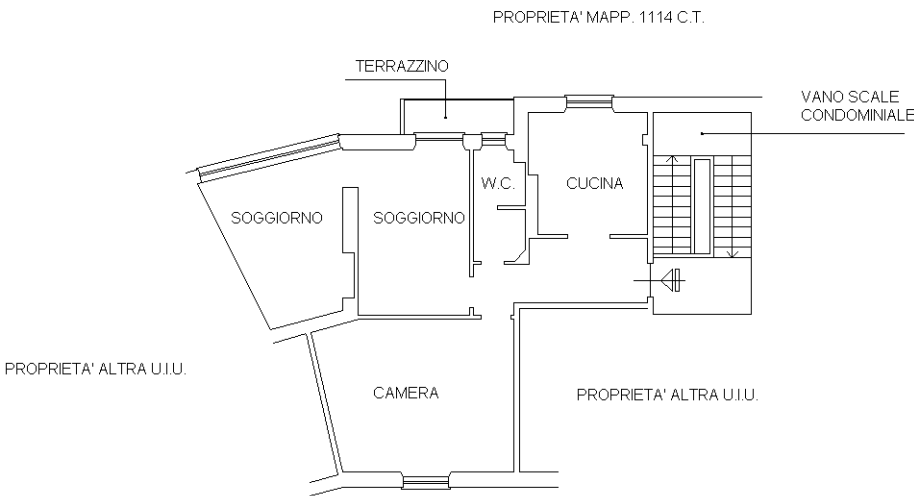 PROPRIETA' MAPP. 1114 C.T.
TERRAZZINO
VANO SCALE
CONDOMINIALE
W.C.
CUCINA
SOGGIORNO
SOGGIORNO
PROPRIETA' ALTRA U.I.U.
CAMERA
PROPRIETA' ALTRA U.I.U.